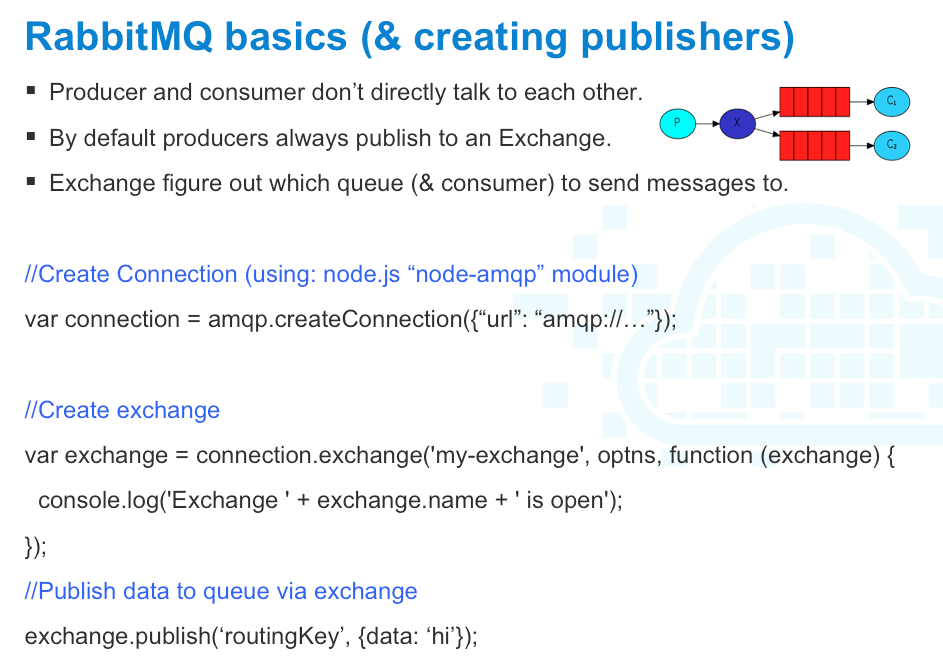 RabbitMQ basics (& creating publishers)
▪ Producer and consumer don’t directly talk to each other.
▪ By default producers always publish to an Exchange.
▪ Exchange figure out which queue (& consumer) to send messages to.
P
X
C₁
C₂
//Create Connection (using: node.js “node-amqp” module)
var connection = amqp.createConnection({“url”: “amqp://…”});
//Create exchange
var exchange = connection.exchange('my-exchange', optns, function (exchange) {
  console.log('Exchange ' + exchange.name + ' is open');
});
//Publish data to queue via exchange
exchange.publish(‘routingKey’, {data: ‘hi’});